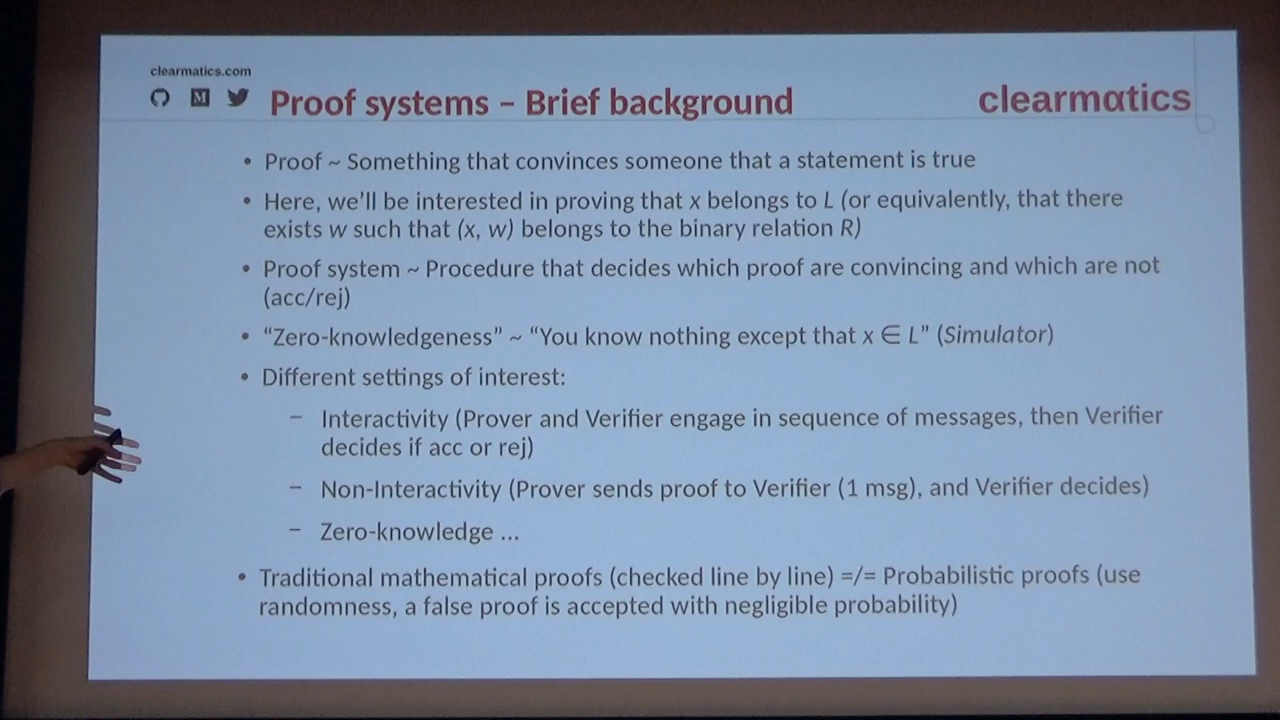 clearmatics.com
Proof systems – Brief background
clearmatics
• Proof ~ Something that convinces someone that a statement is true
• Here, we'll be interested in proving that x belongs to L (or equivalently, that there
exists w such that (x, w) belongs to the binary relation R)
• Proof system ~ Procedure that decides which proof are convincing and which are not
(acc/rej)
• “Zero-knowledgeness” ~ “You know nothing except that x ∈ L” (Simulator)
• Different settings of interest:
– Interactivity (Prover and Verifier engage in sequence of messages, then Verifier
decides if acc or rej)
– Non-Interactivity (Prover sends proof to Verifier (1 msg), and Verifier decides)
– Zero-knowledge ...
• Traditional mathematical proofs (checked line by line) =/= Probabilistic proofs (use
randomness, a false proof is accepted with negligible probability)